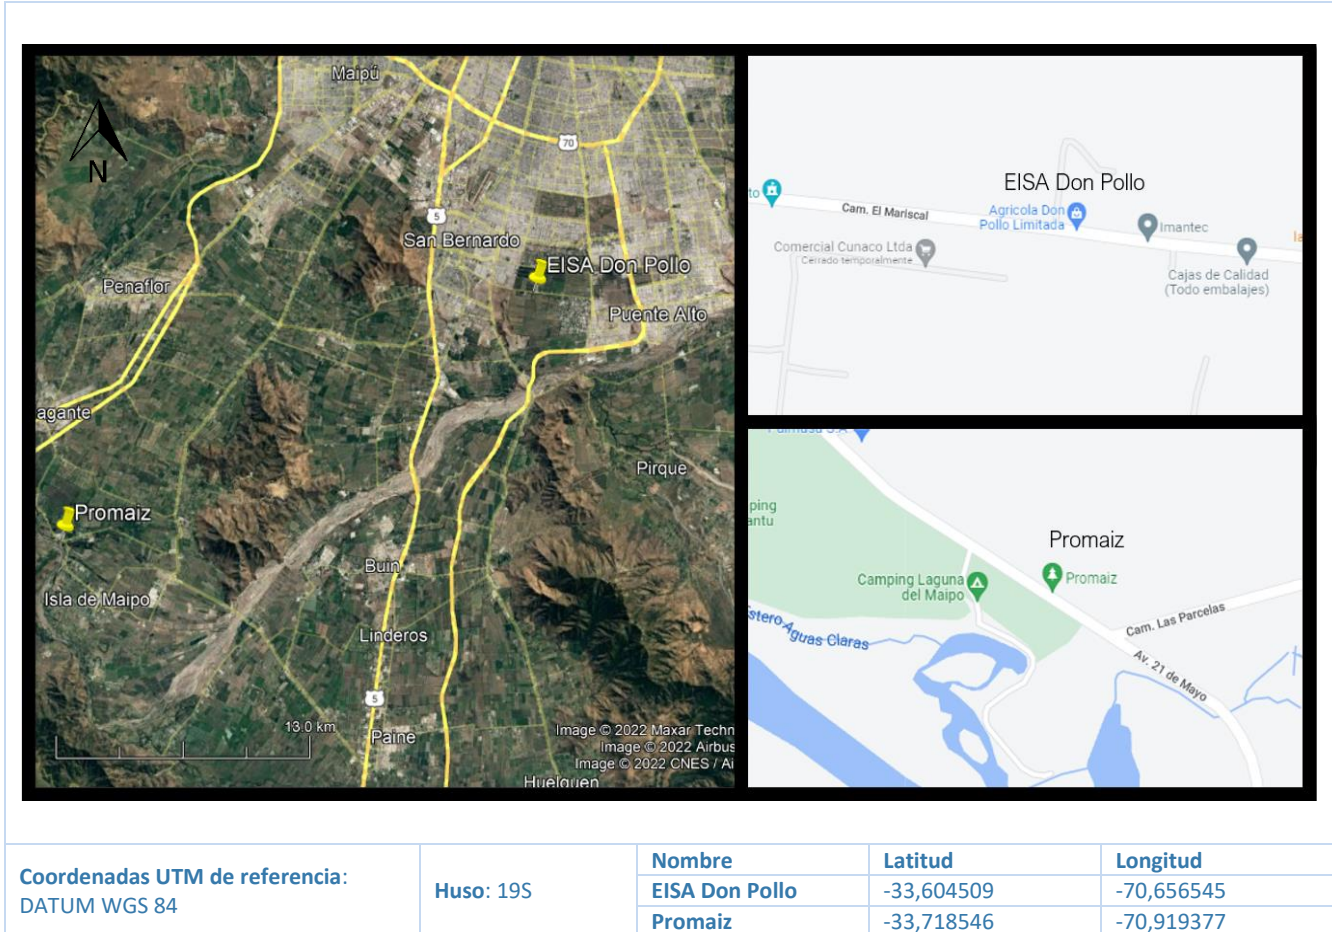 Maipú
N
70
5
San Bernardo
EISA Don Pollo
Penaflor
Puente Alto
agante
Pirque
Promaiz
Buin
Isla de Maipo
Linderos
5
13.0 km
Paine
Image © 2022 Maxar Techn
Image © 2022 Airbus
Image © 2022 CNES / Ai
Huelquen
EISA Don Pollo
to
Cam. El Mariscal
Agricola Don
Pollo Limitada
Imantec
Comercial Cunaco Ltda
Cerrado temporalmente
Cajas de Calidad
(Todo embalajes)
ping
antu
Promaiz
Camping Laguna
del Maipo
Promaiz
Estero Aguas Claras
Cam. Las Parcelas
Av. 21 de Mayo
Coordenadas UTM de referencia:
DATUM WGS 84
Huso: 19S
Nombre Latitud Longitud
EISA Don Pollo -33,604509 -70,656545
Promaiz -33,718546 -70,919377